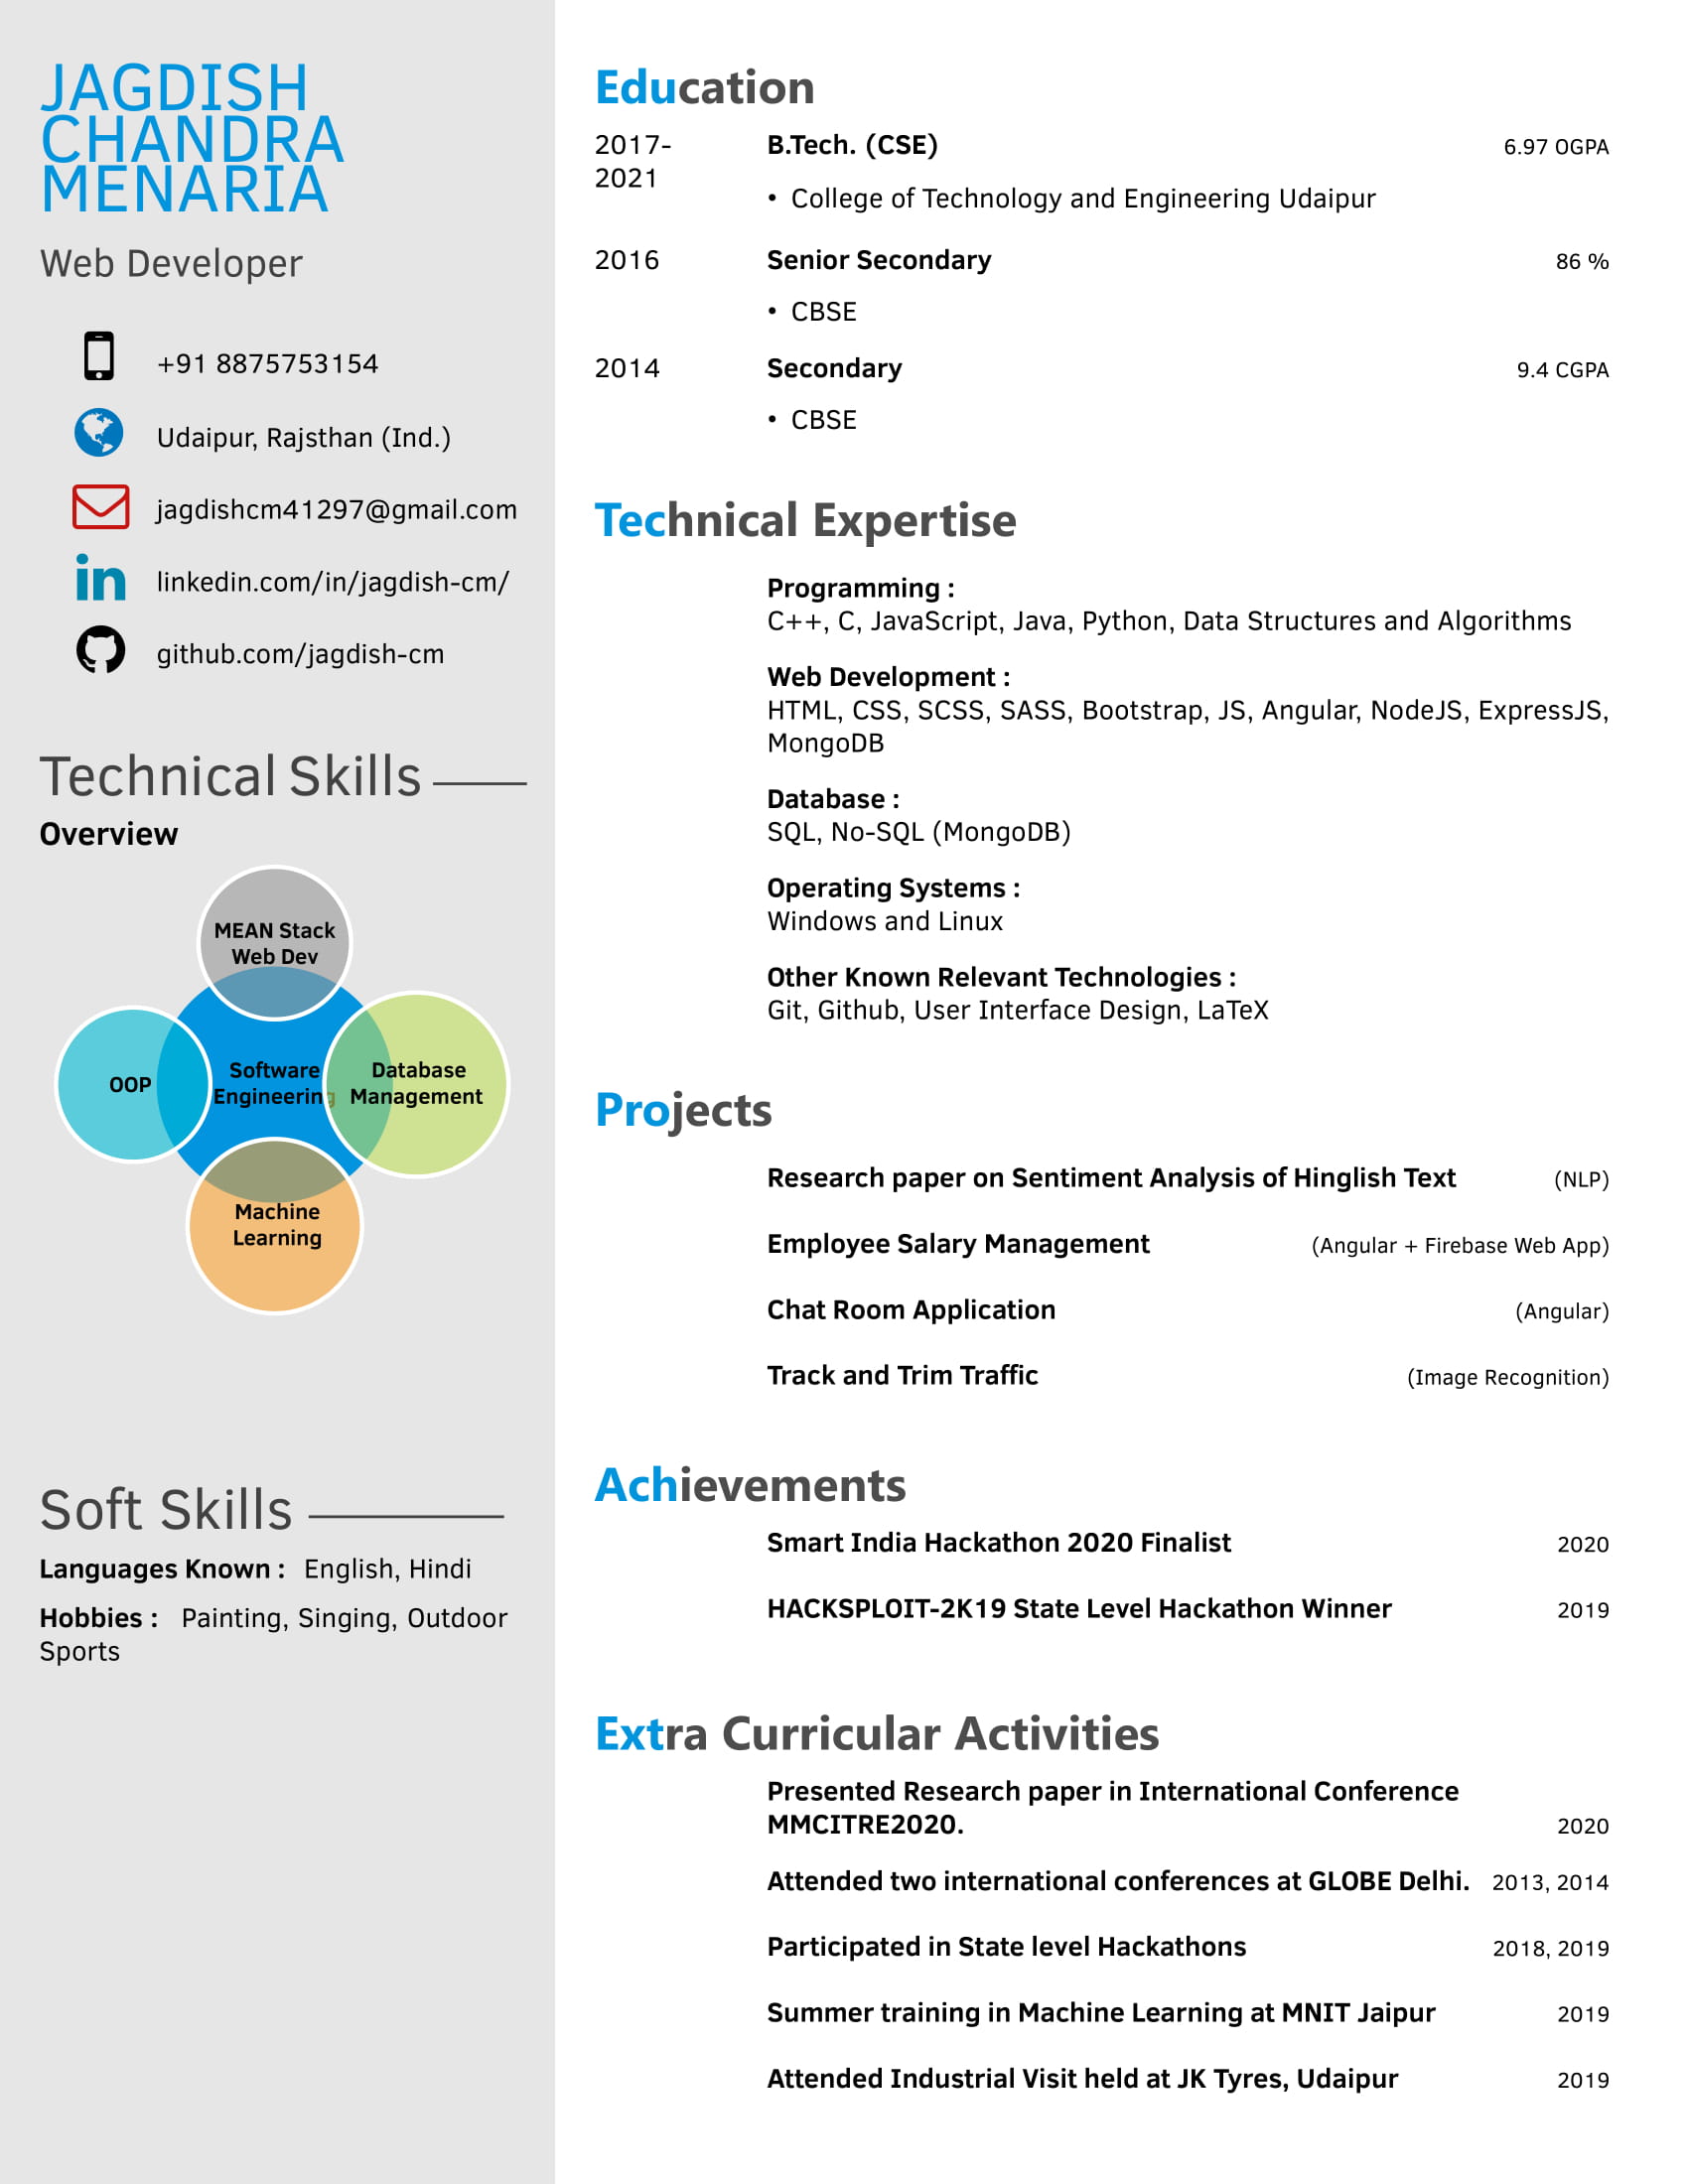 JAGDISH
CHANDRA
MENARIA
Web Developer
+91 8875753154
Udaipur, Rajsthan (Ind.)
jagdishcm41297@gmail.com
linkedin.com/in/jagdish-cm/
github.com/jagdish-cm
Technical Skills
Overview
MEAN Stack
Web Dev
OOP
Software
Engineering
Database
Management
Machine
Learning
Soft Skills
Languages Known : English, Hindi
Hobbies : Painting, Singing, Outdoor
Sports
Education
2017-
2021
B.Tech. (CSE) 6.97 OGPA
• College of Technology and Engineering Udaipur
2016 Senior Secondary 86 %
• CBSE
2014 Secondary 9.4 CGPA
• CBSE
Technical Expertise
Programming :
C++, C, JavaScript, Java, Python, Data Structures and Algorithms
Web Development :
HTML, CSS, SCSS, SASS, Bootstrap, JS, Angular, NodeJS, ExpressJS,
MongoDB
Database :
SQL, No-SQL (MongoDB)
Operating Systems :
Windows and Linux
Other Known Relevant Technologies :
Git, Github, User Interface Design, LaTeX
Projects
Research paper on Sentiment Analysis of Hinglish Text (NLP)
Employee Salary Management (Angular + Firebase Web App)
Chat Room Application (Angular)
Track and Trim Traffic (Image Recognition)
Achievements
Smart India Hackathon 2020 Finalist 2020
HACKSPLOIT-2K19 State Level Hackathon Winner 2019
Extra Curricular Activities
Presented Research paper in International Conference
MMCITRE2020. 2020
Attended two international conferences at GLOBE Delhi. 2013, 2014
Participated in State level Hackathons 2018, 2019
Summer training in Machine Learning at MNIT Jaipur 2019
Attended Industrial Visit held at JK Tyres, Udaipur 2019